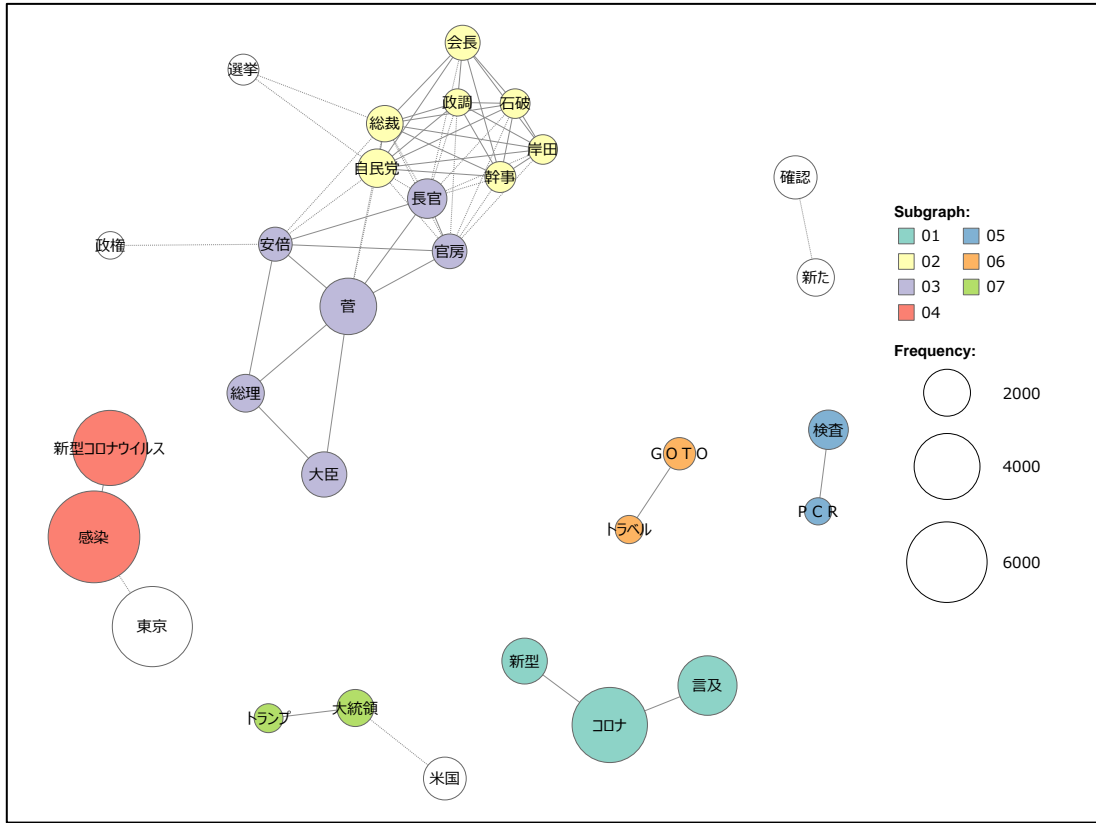 会長
選挙
政調
石破
総裁
岸田
自民党
幹事
確認
長官
政権
安倍
官房
新た
菅
Subgraph:
01
05
02
06
03
07
04
Frequency:
2000
4000
6000
総理
新型コロナウイルス
大臣
GOTO
検査
トラベル
PCR
感染
東京
新型
言及
コロナ
トランプ
大統領
米国